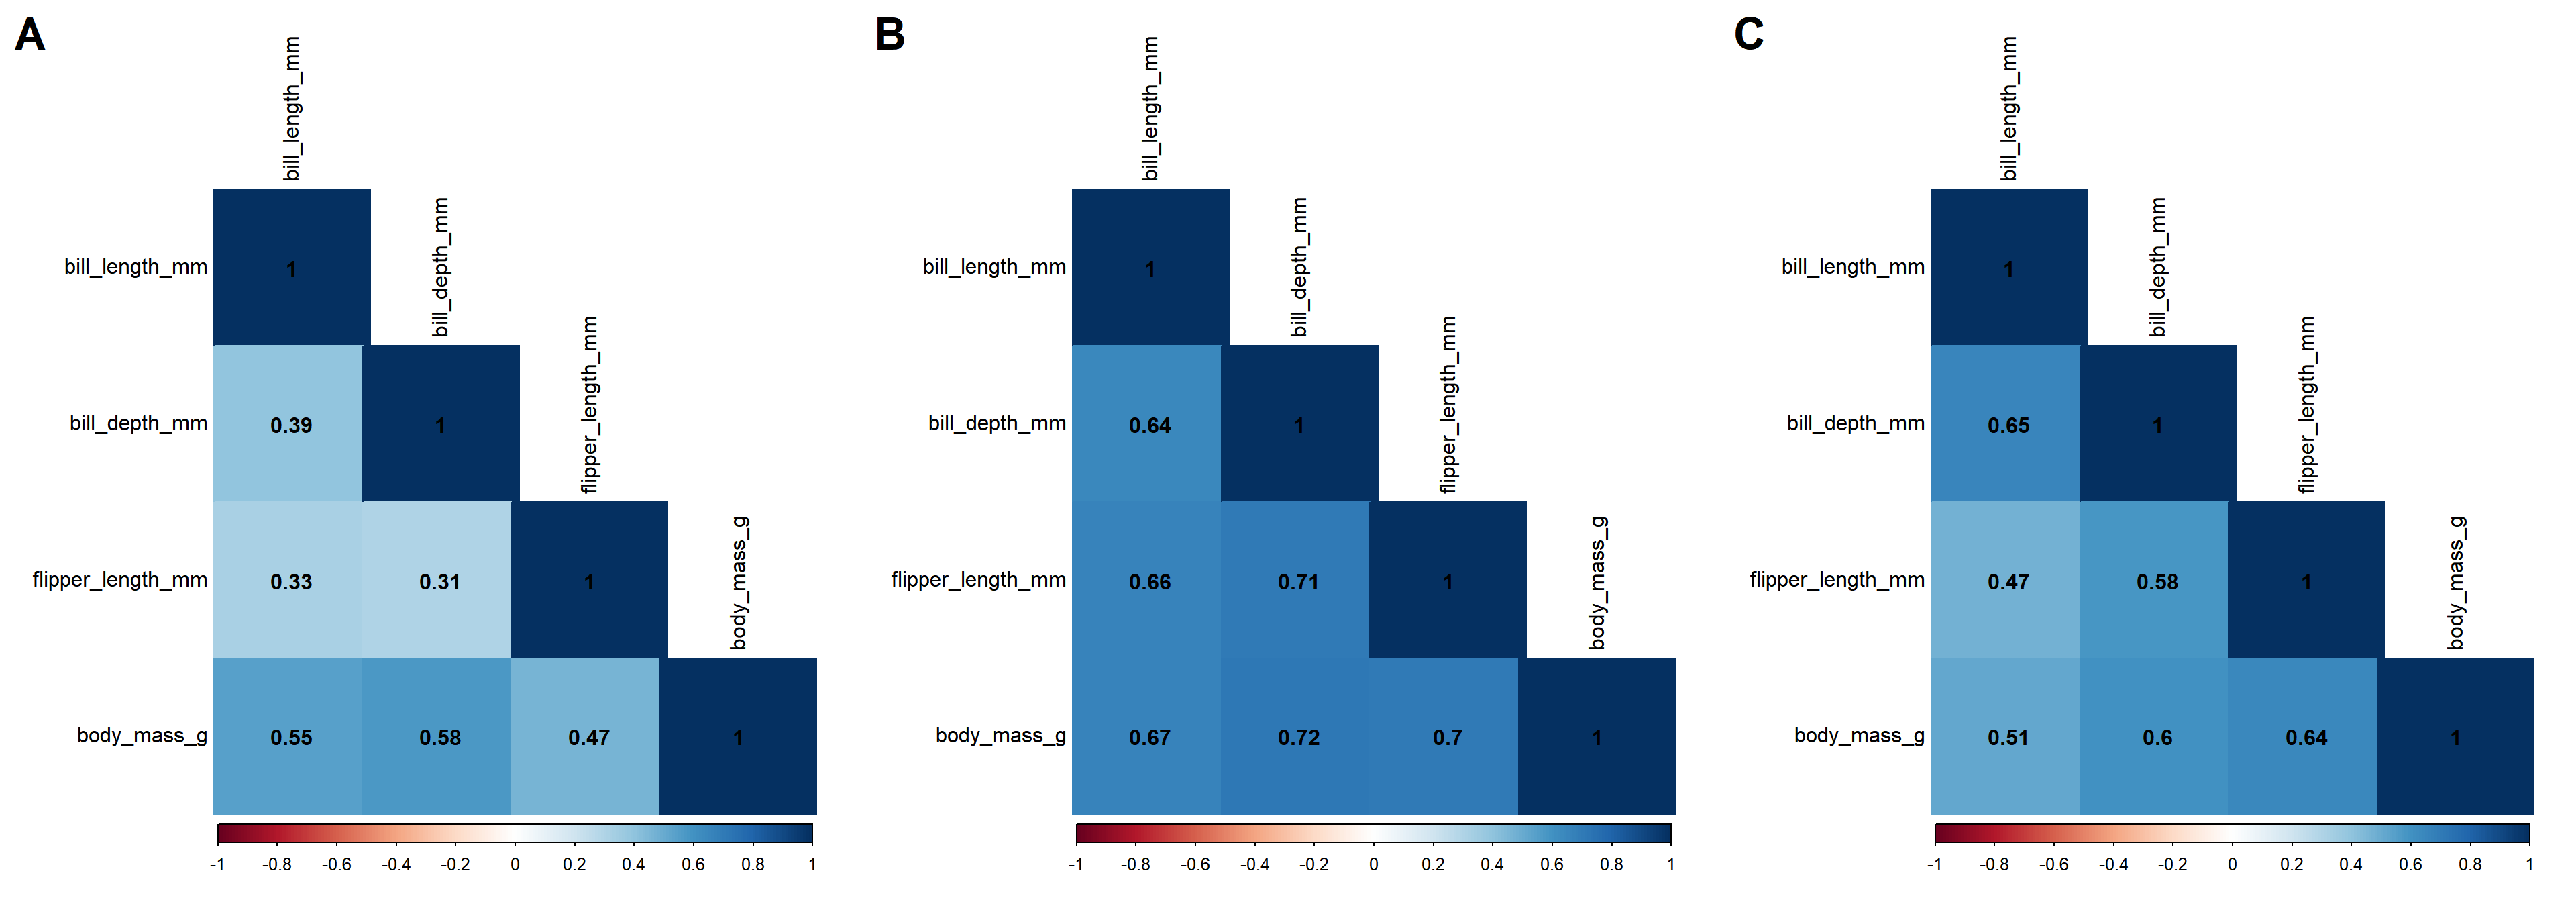 A
bill_length_mm
bill_depth_mm
flipper_length_mm
body_mass_g
bill_length_mm 1
bill_depth_mm 0.39 1
flipper_length_mm 0.33 0.31 1
body_mass_g 0.55 0.58 0.47 1
-1 -0.8 -0.6 -0.4 -0.2 0 0.2 0.4 0.6 0.8 1
B
bill_length_mm
bill_depth_mm
flipper_length_mm
body_mass_g
bill_length_mm 1
bill_depth_mm 0.64 1
flipper_length_mm 0.66 0.71 1
body_mass_g 0.67 0.72 0.7 1
-1 -0.8 -0.6 -0.4 -0.2 0 0.2 0.4 0.6 0.8 1
C
bill_length_mm
bill_depth_mm
flipper_length_mm
body_mass_g
bill_length_mm 1
bill_depth_mm 0.65 1
flipper_length_mm 0.47 0.58 1
body_mass_g 0.51 0.6 0.64 1
-1 -0.8 -0.6 -0.4 -0.2 0 0.2 0.4 0.6 0.8 1